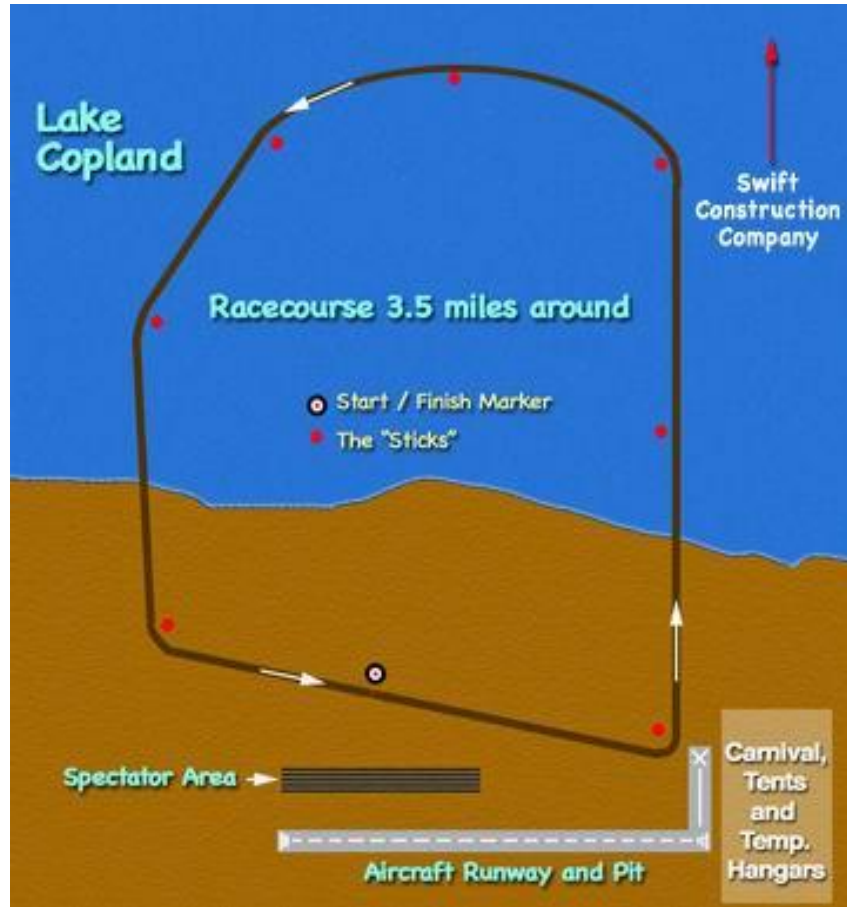 Lake
Copland
Swift
Construction
Company
Racecourse 3.5 miles around
Start / Finish Marker
The "Sticks"
Spectator Area
Carnival,
Tents
and
Temp.
Hangars
Aircraft Runway and Pit